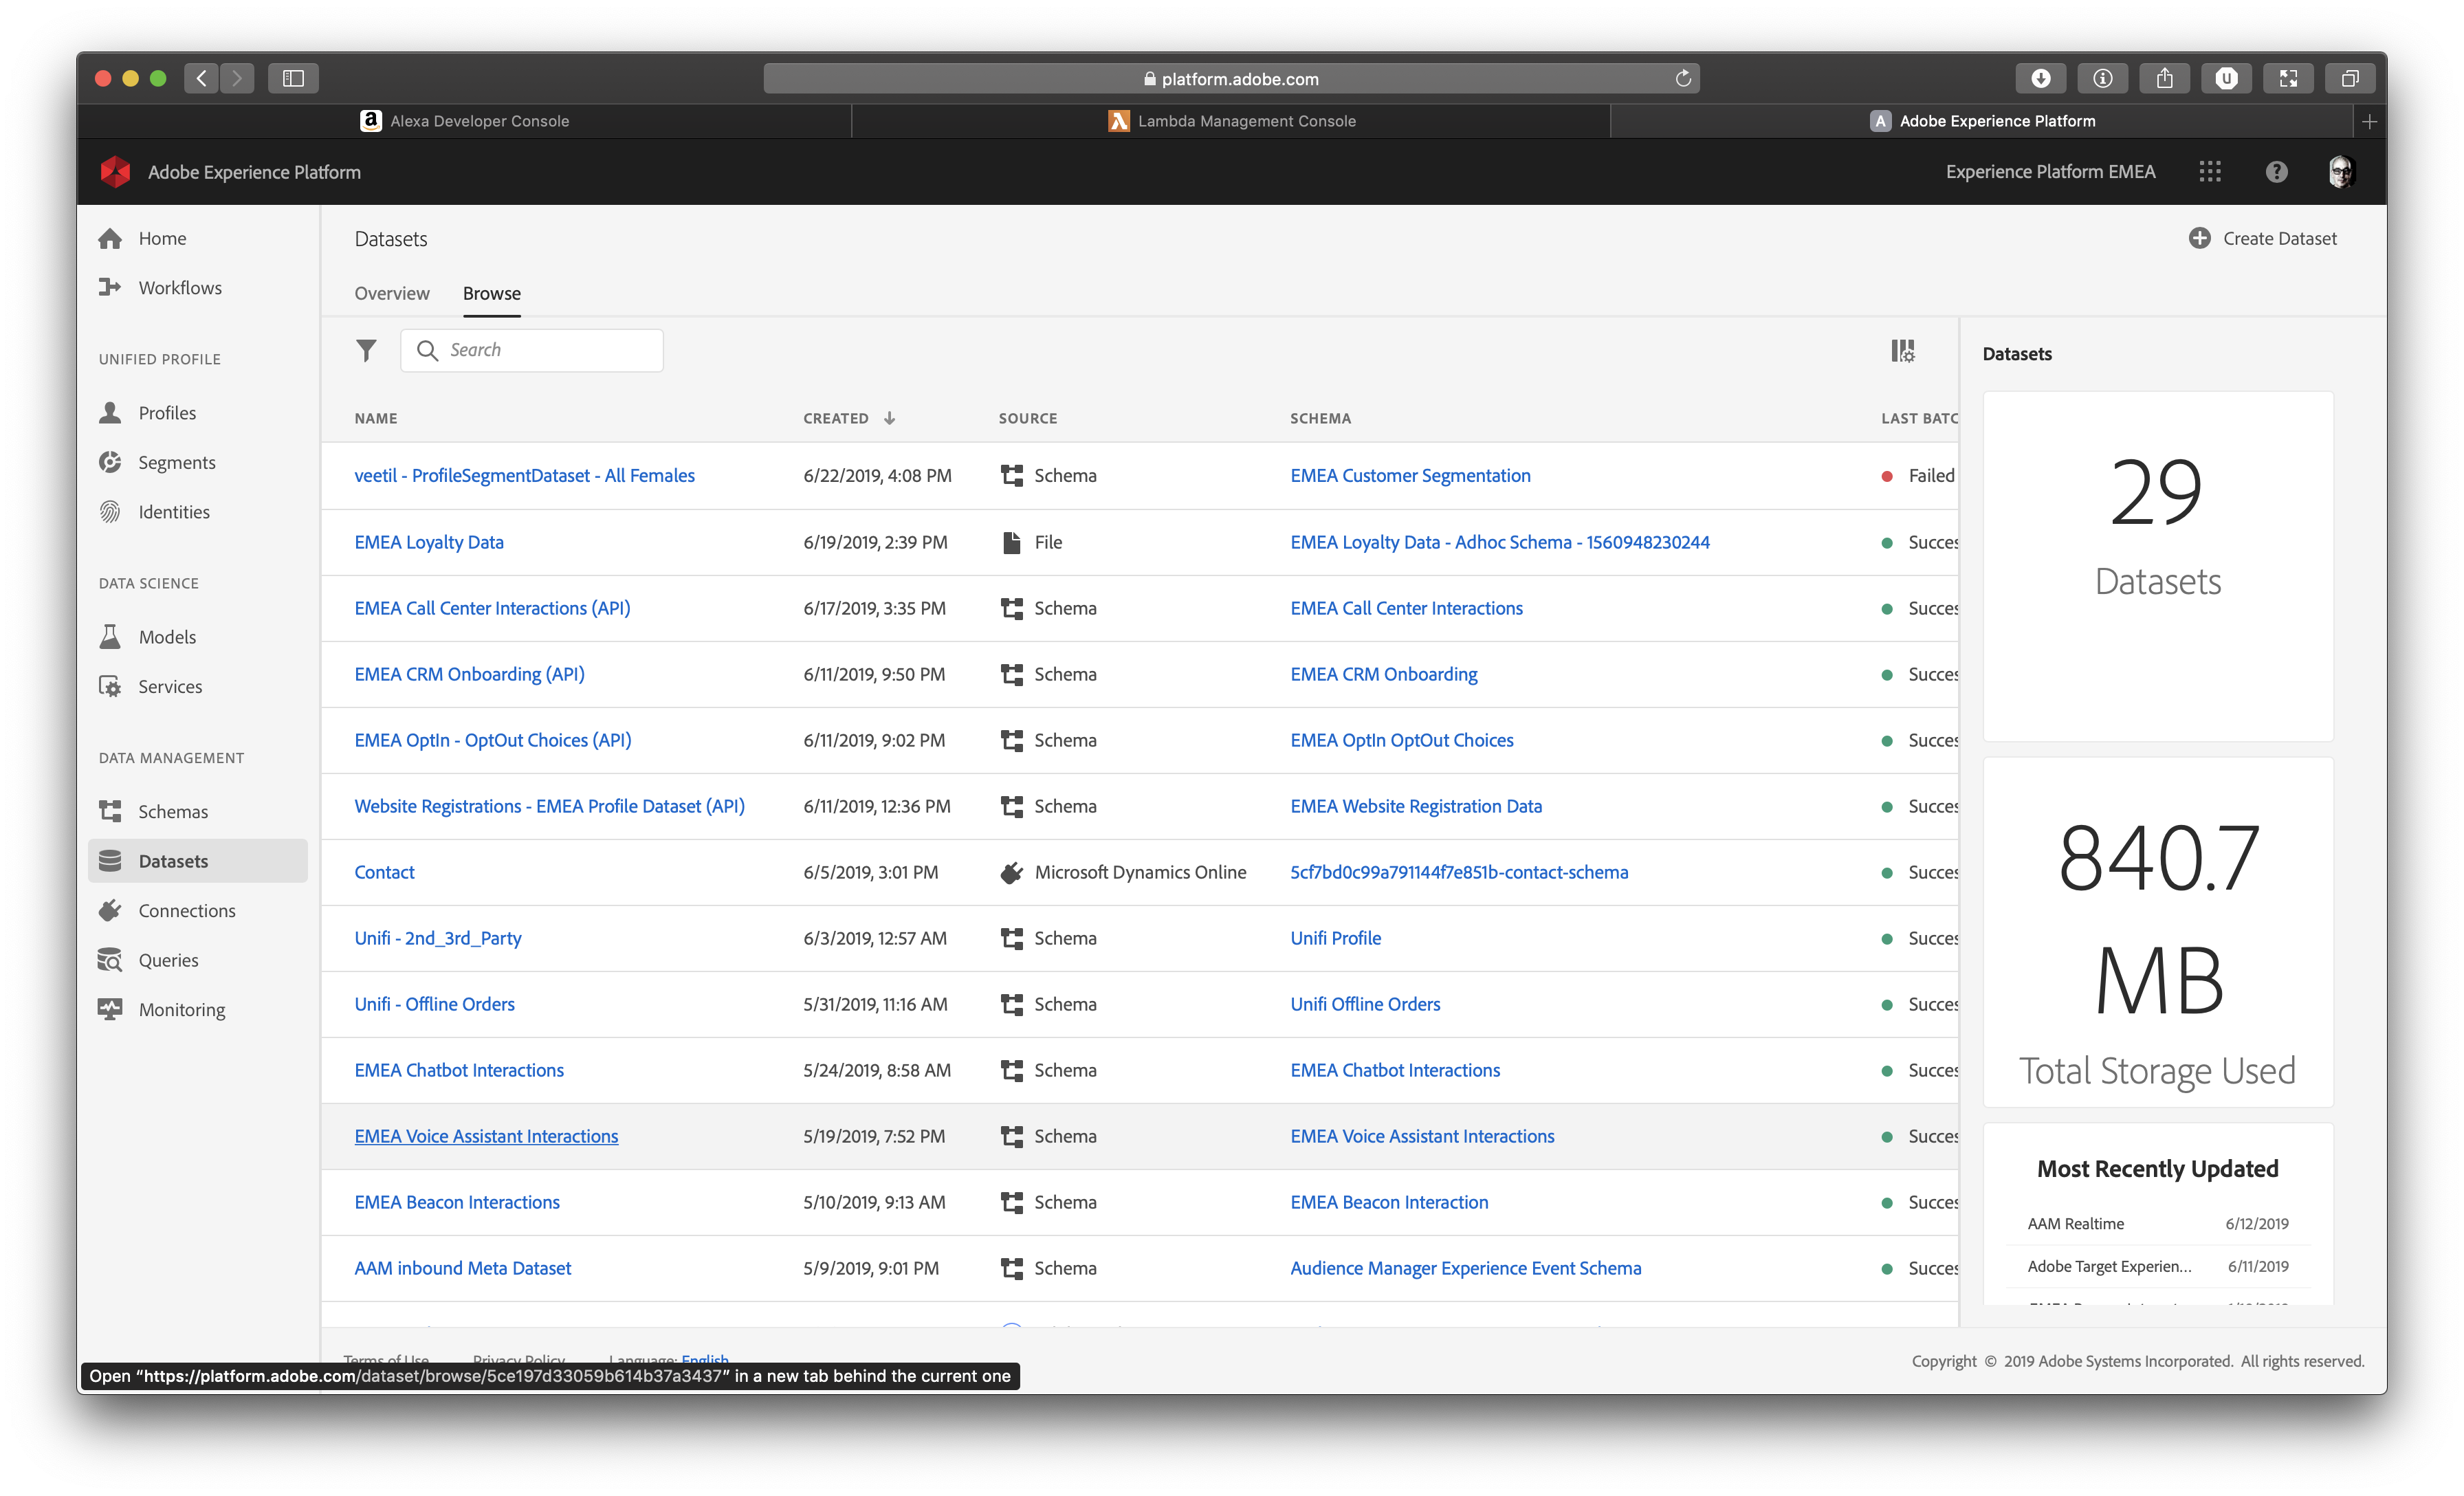 platform.adobe.com
Alexa Developer Console
Lambda Management Console
A Adobe Experience Platform
Adobe Experience Platform
Experience Platform EMEA
Home
Workflows
UNIFIED PROFILE
Profiles
Segments
Identities
DATA SCIENCE
Models
Services
DATA MANAGEMENT
Schemas
Datasets
Connections
Queries
Monitoring
Datasets
Create Dataset
Overview Browse
Search
NAME CREATED SOURCE SCHEMA LAST BATC
veetil - ProfileSegmentDataset - All Females 6/22/2019, 4:08 PM Schema EMEA Customer Segmentation Failed
EMEA Loyalty Data 6/19/2019, 2:39 PM File EMEA Loyalty Data - Adhoc Schema - 1560948230244 Succes
EMEA Call Center Interactions (API) 6/17/2019, 3:35 PM Schema EMEA Call Center Interactions Succes
EMEA CRM Onboarding (API) 6/11/2019, 9:50 PM Schema EMEA CRM Onboarding Succes
EMEA OptIn - OptOut Choices (API) 6/11/2019, 9:02 PM Schema EMEA OptIn OptOut Choices Succes
Website Registrations - EMEA Profile Dataset (API) 6/11/2019, 12:36 PM Schema EMEA Website Registration Data Succes
Contact 6/5/2019, 3:01 PM Microsoft Dynamics Online 5cf7bd0c99a791144f7e851b-contact-schema Succes
Unifi - 2nd_3rd_Party 6/3/2019, 12:57 AM Schema Unifi Profile Succes
Unifi - Offline Orders 5/31/2019, 11:16 AM Schema Unifi Offline Orders Succes
EMEA Chatbot Interactions 5/24/2019, 8:58 AM Schema EMEA Chatbot Interactions Succes
EMEA Voice Assistant Interactions 5/19/2019, 7:52 PM Schema EMEA Voice Assistant Interactions Succes
EMEA Beacon Interactions 5/10/2019, 9:13 AM Schema EMEA Beacon Interaction Succes
AAM inbound Meta Dataset 5/9/2019, 9:01 PM Schema Audience Manager Experience Event Schema Succes
Datasets
29
Datasets
840.7
MB
Total Storage Used
Most Recently Updated
AAM Realtime 6/12/2019
Adobe Target Experien... 6/11/2019
Terms of Use Privacy Policy Language: English
Copyright © 2019 Adobe Systems Incorporated. All rights reserved.
Open “https://platform.adobe.com/dataset/browse/5ce197d33059b614b37a3437” in a new tab behind the current one